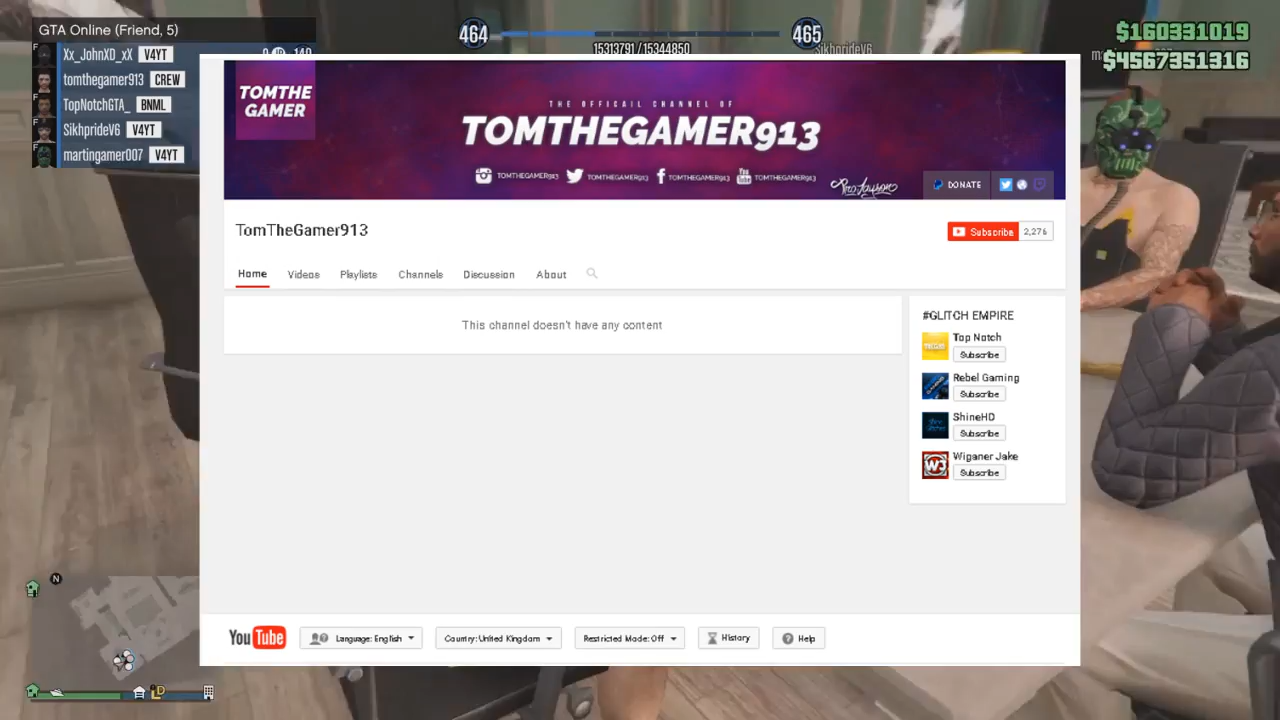 GTA Online (Friend, 5)
Xx_JohnXD_xX V4YT
tomthegamer913 CREW
TopNotchGTA_ BNML
SikhprideV6 V4YT
martingamer007 V4YT
464
15313791 / 15344850
465
SikhprideV6
$160331019
$4567351316
TOMTHE
GAMER
THE OFFICAIL CHANNEL OF
TOMTHEGAMER913
TOMTHEGAMER913 TOMTHEGAMER913 TOMTHEGAMER913 You Tube TOMTHEGAMER913
DONATE
TomTheGamer913
Subscribe 2,276
Home Videos Playlists Channels Discussion About
This channel doesn't have any content
#GLITCH EMPIRE
Top Notch
Subscribe
Rebel Gaming
Subscribe
ShineHD
Subscribe
Wiganer Jake
Subscribe
YouTube Language: English Country: United Kingdom Restricted Mode: Off History Help
N